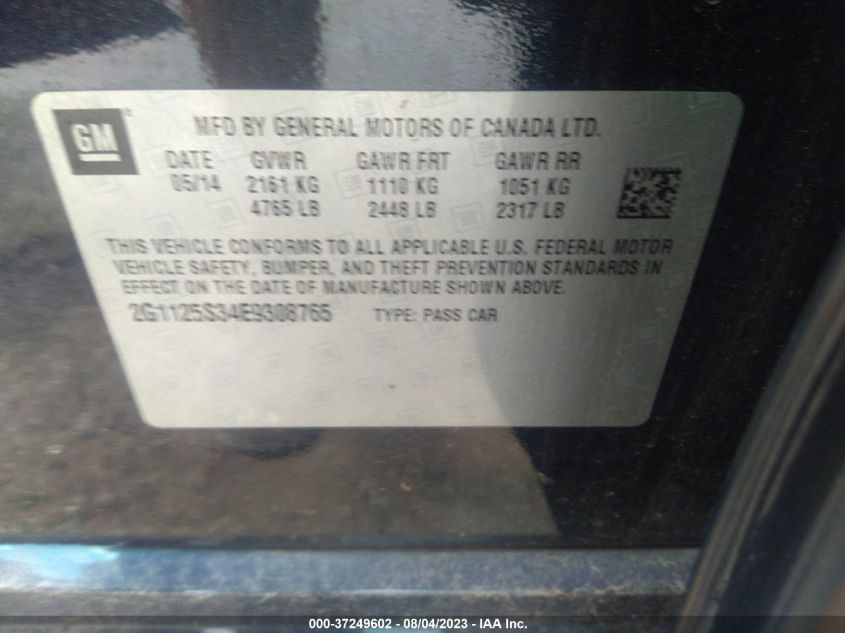 GM
MFD BY GENERAL MOTORS OF CANADA LTD.
DATE GVWR GAWR FRT GAWR RR
05/14 2161 KG 1110 KG 1051 KG
4765 LB 2448 LB 2317 LB
THIS VEHICLE CONFORMS TO ALL APPLICABLE U.S. FEDERAL MOTOR
VEHICLE SAFETY, BUMPER, AND THEFT PREVENTION STANDARDS IN
EFFECT ON THE DATE OF MANUFACTURE SHOWN ABOVE.
2G1125S34E9308765 TYPE: PASS CAR
000-37249602 - 08/04/2023 - IAA Inc.